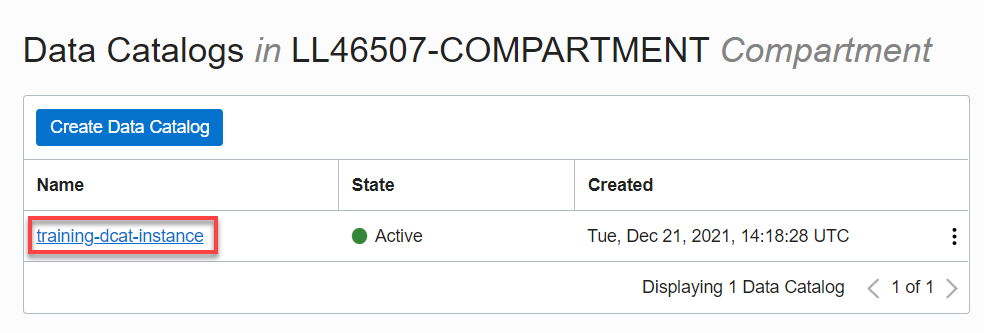 Data Catalogs in LL46507-COMPARTMENT Compartment
Create Data Catalog
Name State Created
training-dcat-instance Active Tue, Dec 21, 2021, 14:18:28 UTC
Displaying 1 Data Catalog 1 of 1